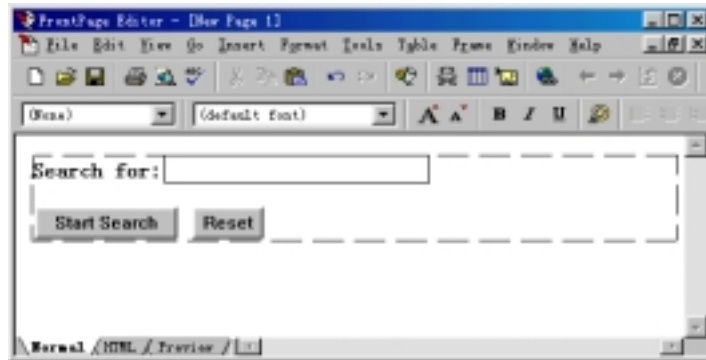 FrontPage Editor - [New Page 1]
File Edit View Go Insert Format Tools Table Frame Window Help
(None) (default font) A A B I U
Search for:
Start Search Reset
Normal HTML Preview